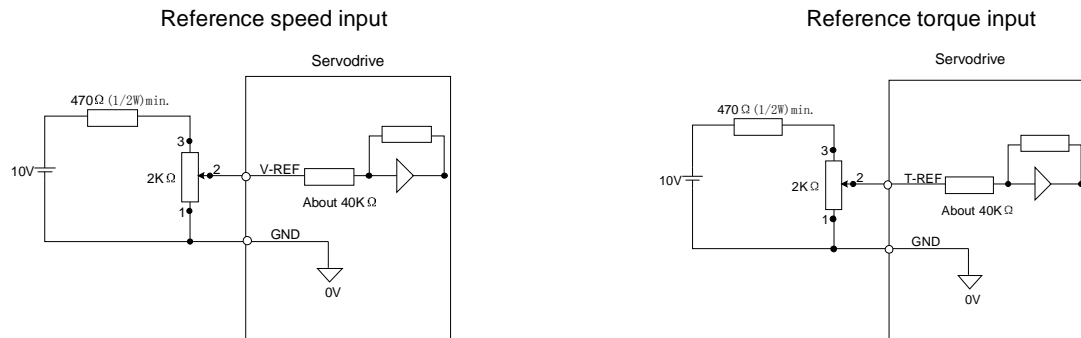 Reference speed input
Servodrive
470Ω (1/2W)min.
3
10V
2KΩ
2
V-REF
About 40KΩ
1
GND
0V
Reference torque input
Servodrive
470Ω (1/2W)min.
3
10V
2KΩ
2
T-REF
About 40KΩ
1
GND
0V